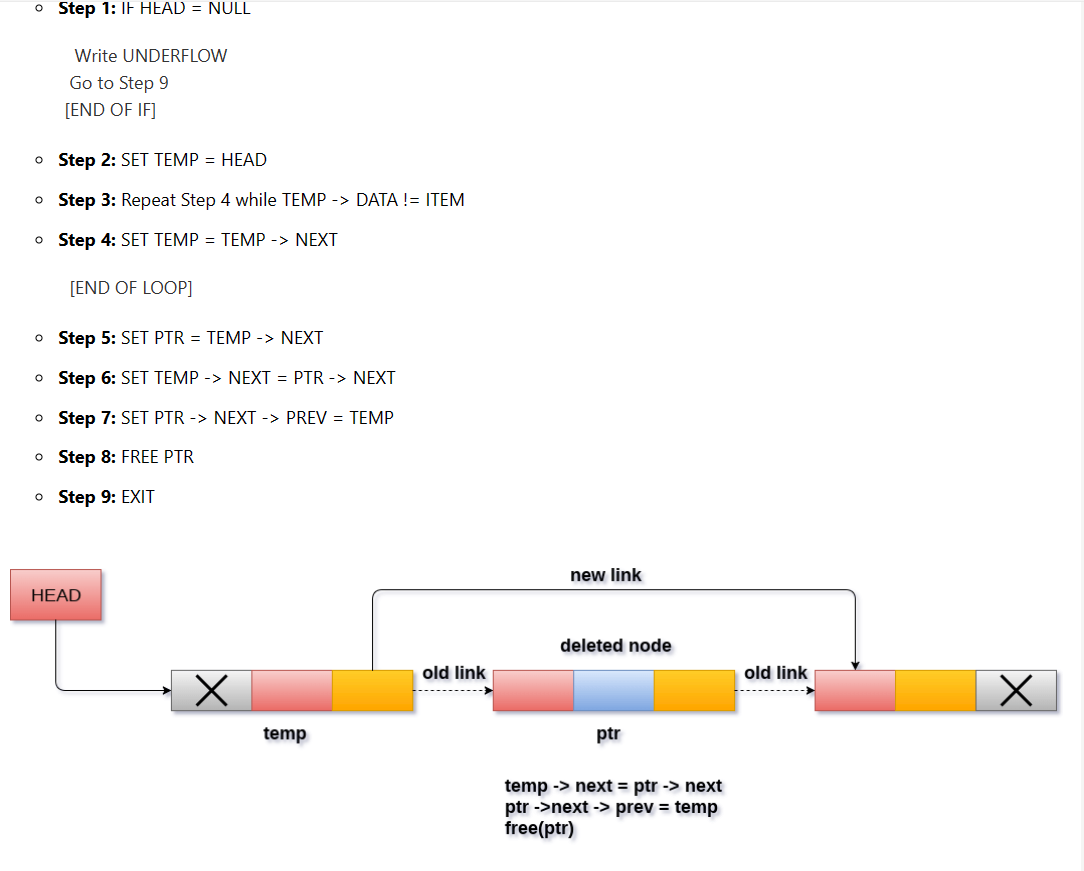 Step 1: IF HEAD = NULL
Write UNDERFLOW
Go to Step 9
[END OF IF]
Step 2: SET TEMP = HEAD
Step 3: Repeat Step 4 while TEMP -> DATA != ITEM
Step 4: SET TEMP = TEMP -> NEXT
[END OF LOOP]
Step 5: SET PTR = TEMP -> NEXT
Step 6: SET TEMP -> NEXT = PTR -> NEXT
Step 7: SET PTR -> NEXT -> PREV = TEMP
Step 8: FREE PTR
Step 9: EXIT
new link
HEAD
deleted node
old link
old link
temp
ptr
temp -> next = ptr -> next
ptr ->next -> prev = temp
free(ptr)